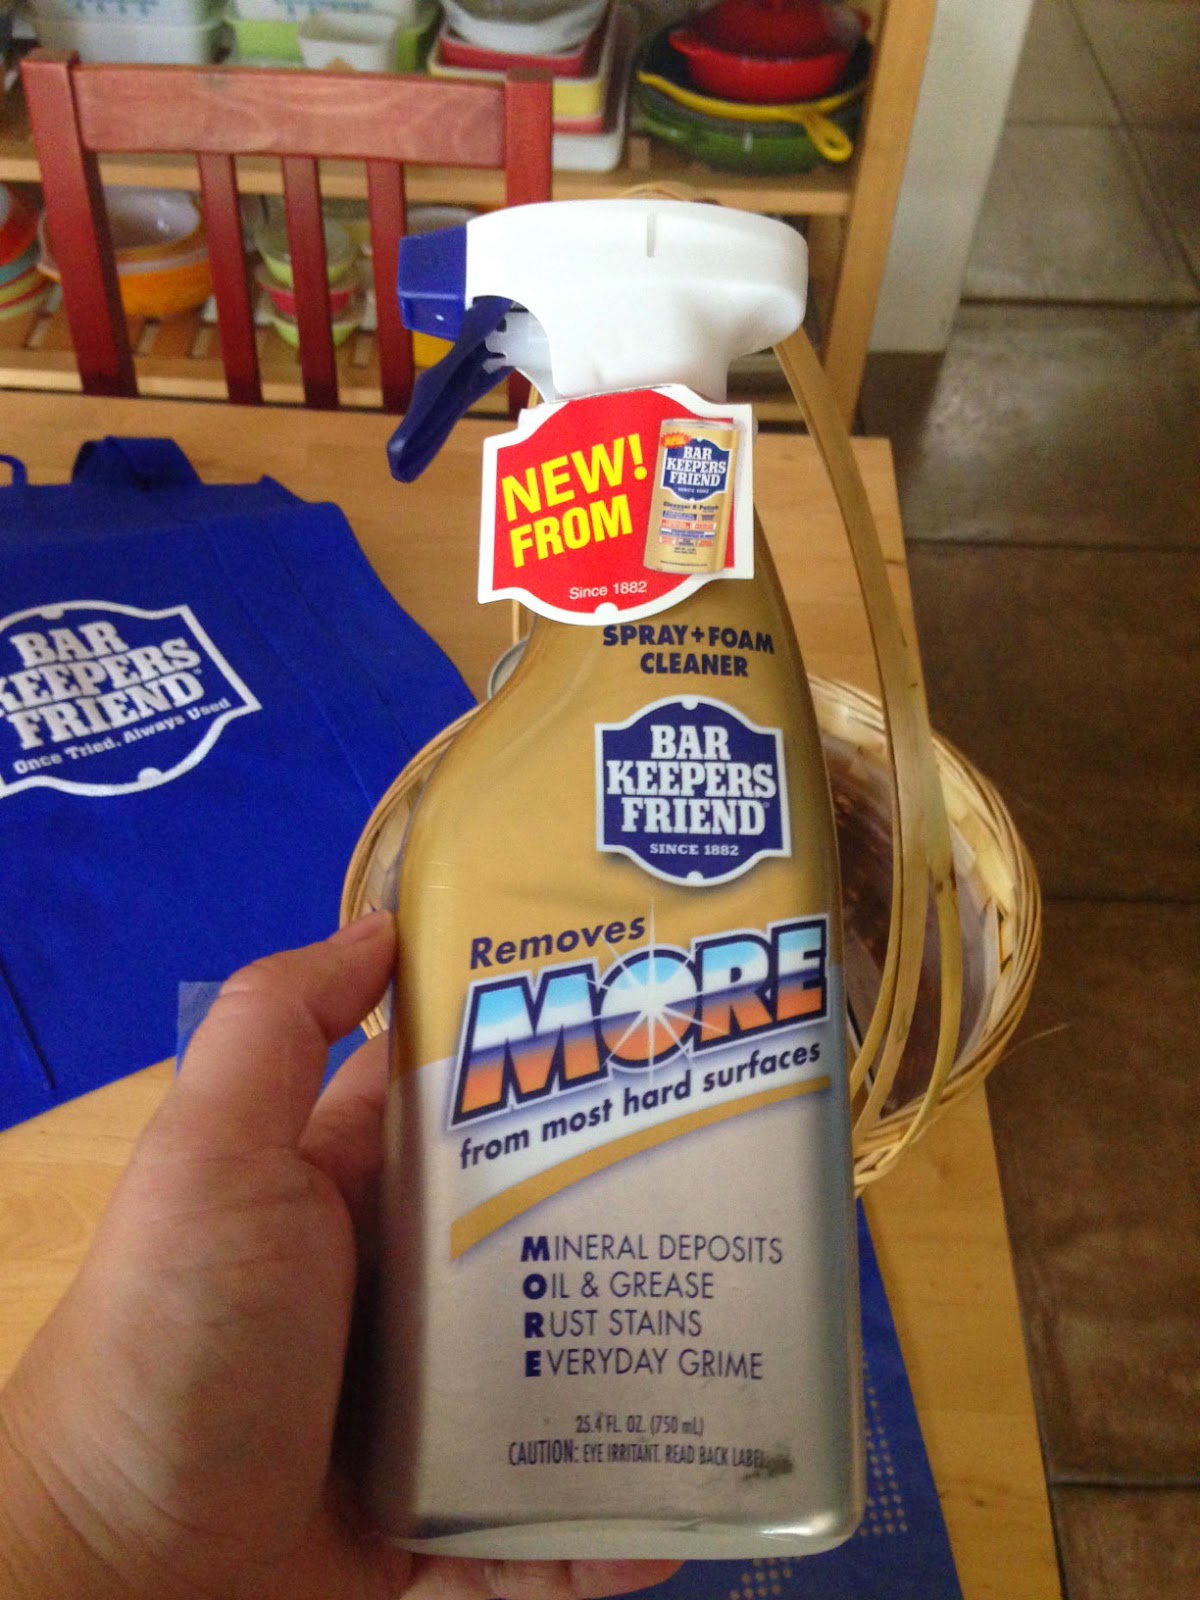 NEW!
FROM
BAR
KEEPERS
FRIEND
Since 1882
SPRAY+FOAM
CLEANER
BAR
KEEPERS
FRIEND®
SINCE 1882
Removes
MORE
from most hard surfaces
MINERAL DEPOSITS
OIL & GREASE
RUST STAINS
EVERYDAY GRIME
25.4 FL. OZ. (750 mL)
CAUTION: EYE IRRITANT. READ BACK LABEL
BAR
KEEPERS
FRIEND®
Once Tried, Always Used